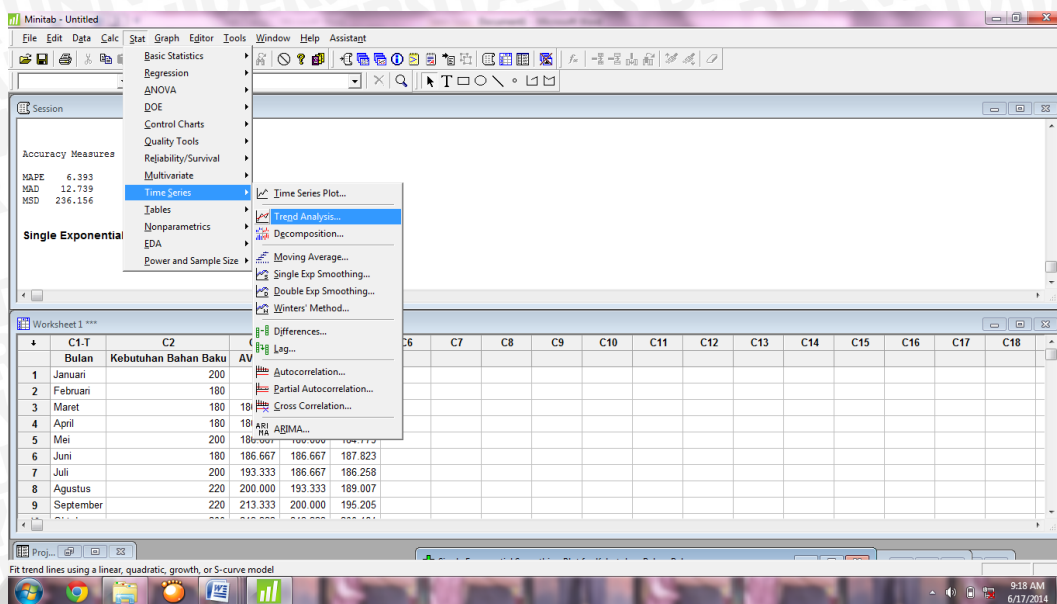 Minitab - Untitled
File Edit Data Calc Stat Graph Editor Tools Window Help Assistant
Basic Statistics
Regression
ANOVA
DOE
Control Charts
Quality Tools
Reliability/Survival
Multivariate
Time Series
Tables
Nonparametrics
EDA
Power and Sample Size
Time Series Plot...
Trend Analysis...
Decomposition...
Moving Average...
Single Exp Smoothing...
Double Exp Smoothing...
Winters' Method...
Differences...
Lag...
Autocorrelation...
Partial Autocorrelation...
Cross Correlation...
ARIMA...
Session
Accuracy Measures
MAPE 6.393
MAD 12.739
MSD 236.156
Single Exponential
Worksheet 1 ***
C1-T C2 C6 C7 C8 C9 C10 C11 C12 C13 C14 C15 C16 C17 C18
Bulan Kebutuhan Bahan Baku
1 Januari 200
2 Februari 180
3 Maret 180
4 April 180
5 Mei 200
6 Juni 180 186.667 186.667 187.823
7 Juli 200 193.333 186.667 186.258
8 Agustus 220 200.000 193.333 189.007
9 September 220 213.333 200.000 195.205
Proj...
Fit trend lines using a linear, quadratic, growth, or S-curve model
9:18 AM
6/17/2014